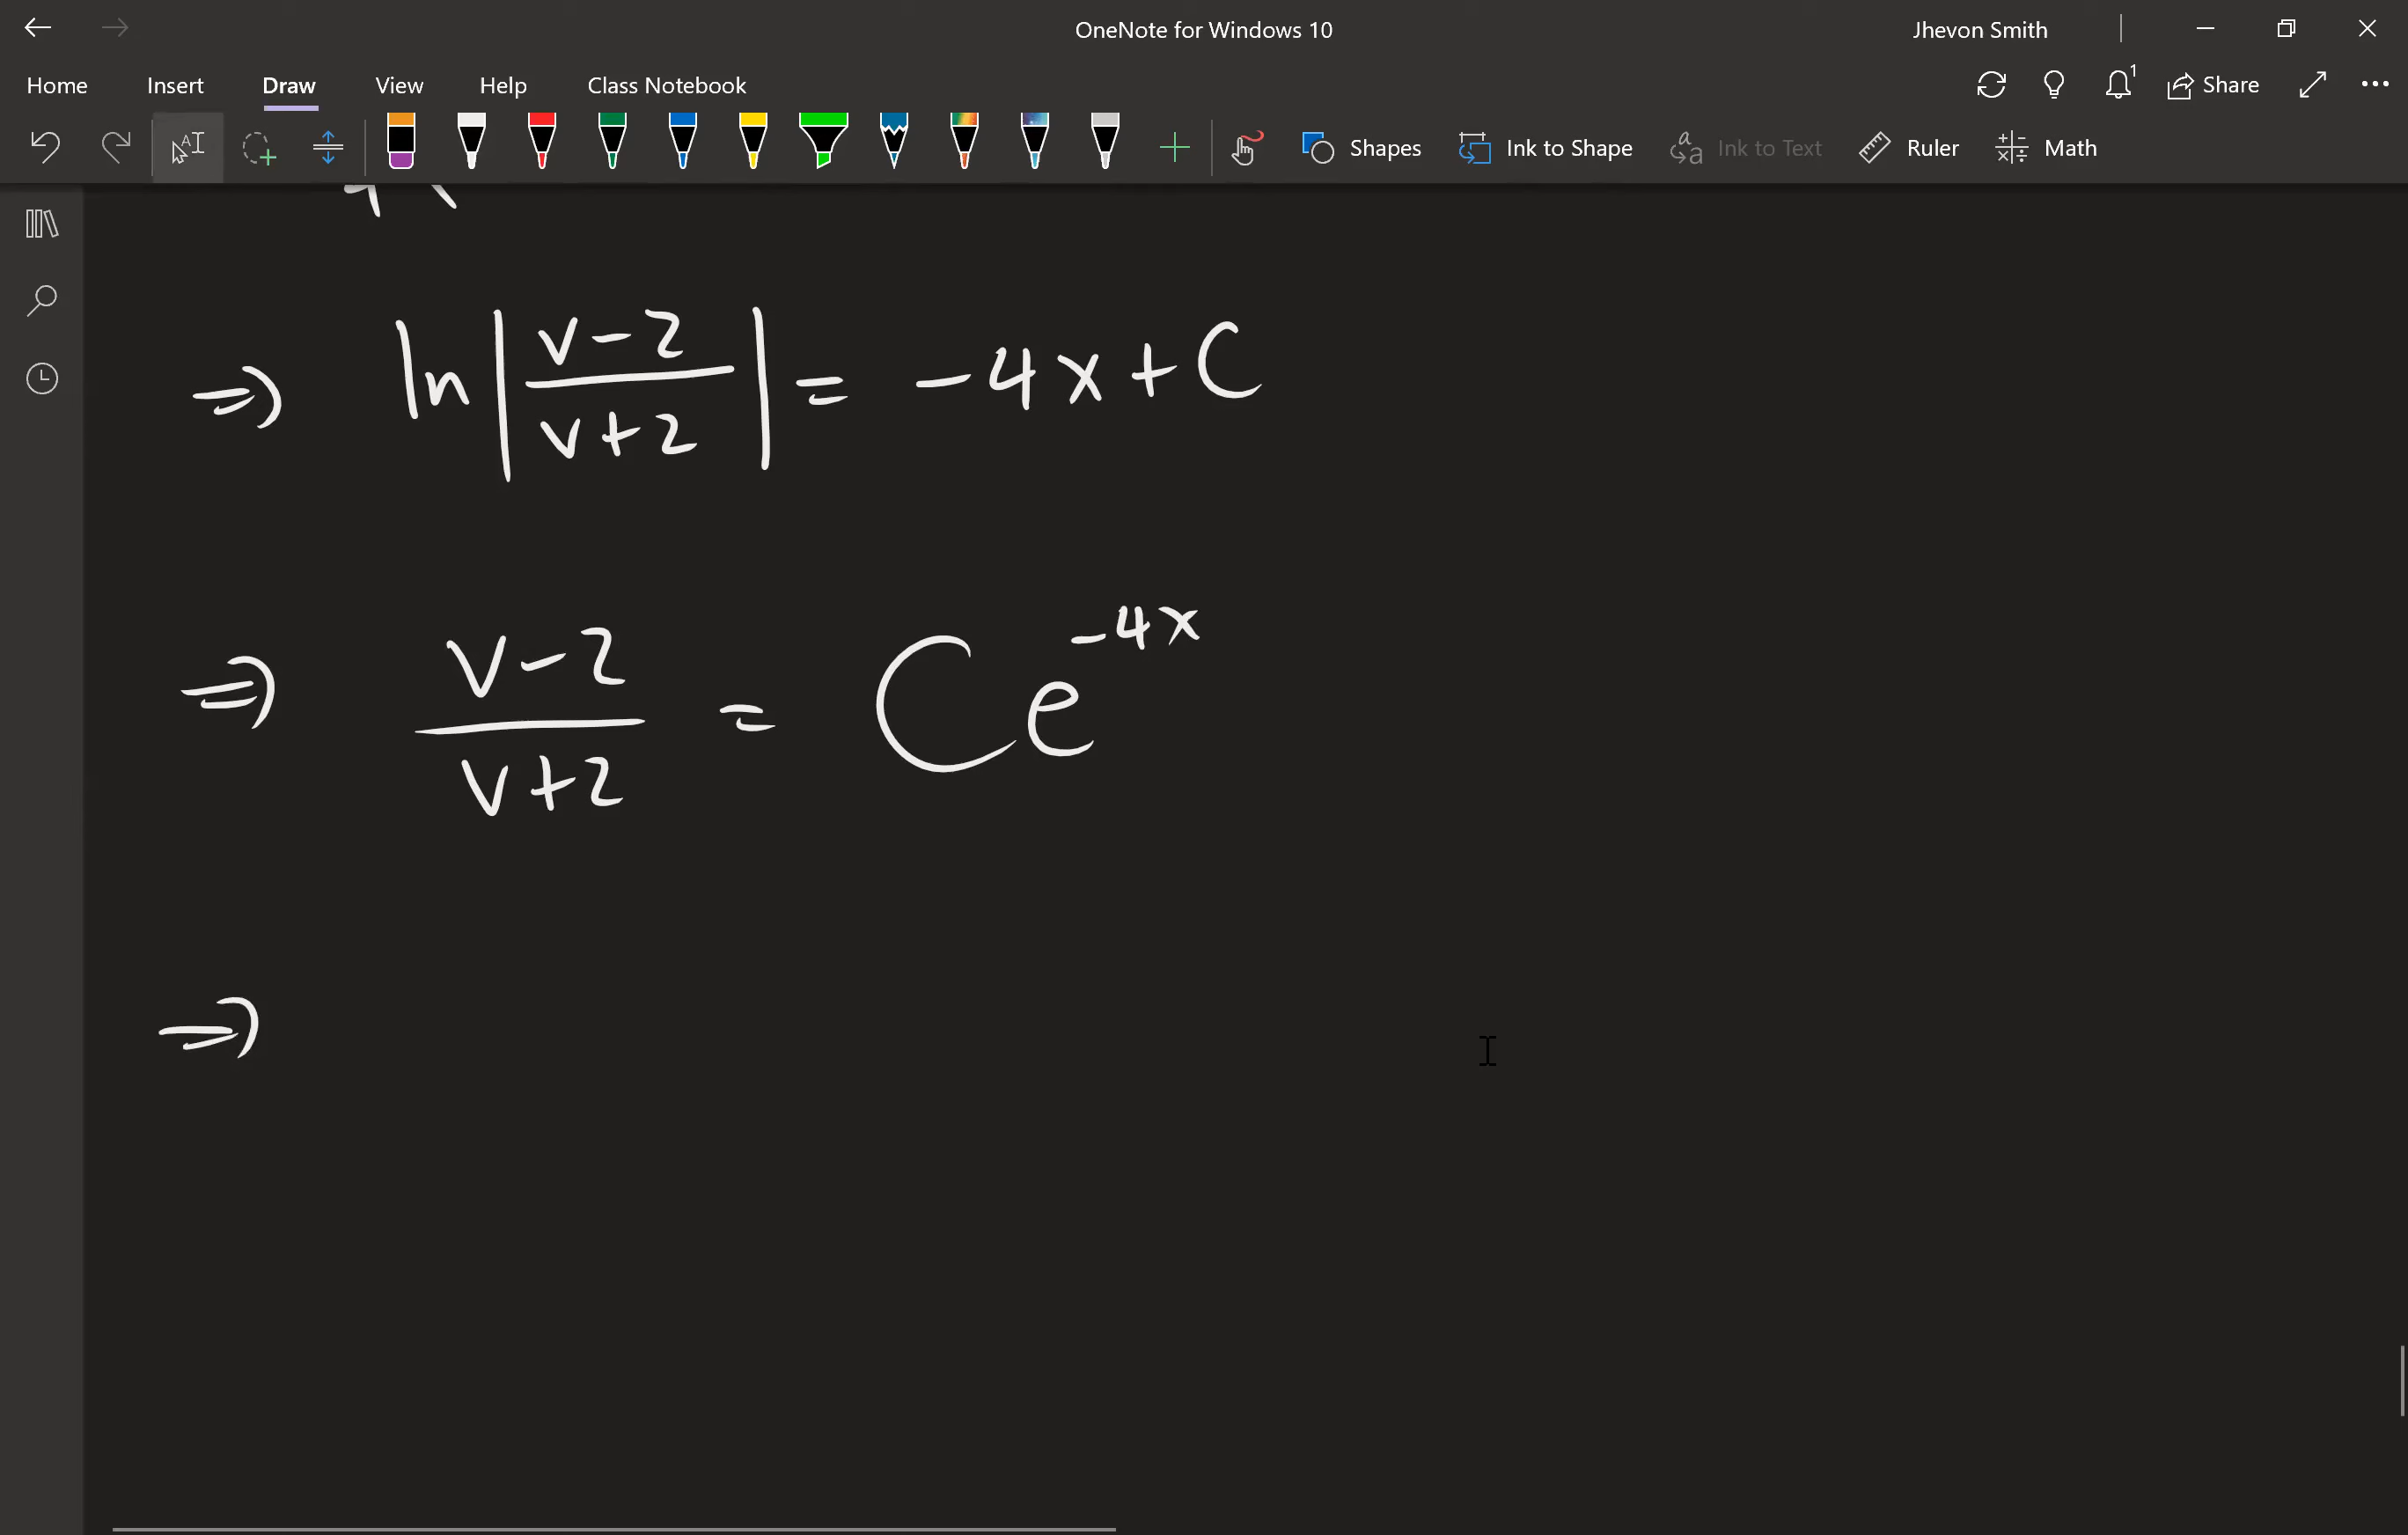 OneNote for Windows 10 Jhevon Smith
Home Insert Draw View Help Class Notebook 1 Share
Shapes Ink to Shape Ink to Text Ruler Math
⇒ ln|(v-2)/(v+2)| = -4x+C
⇒ (v-2)/(v+2) = Ce^(-4x)
⇒